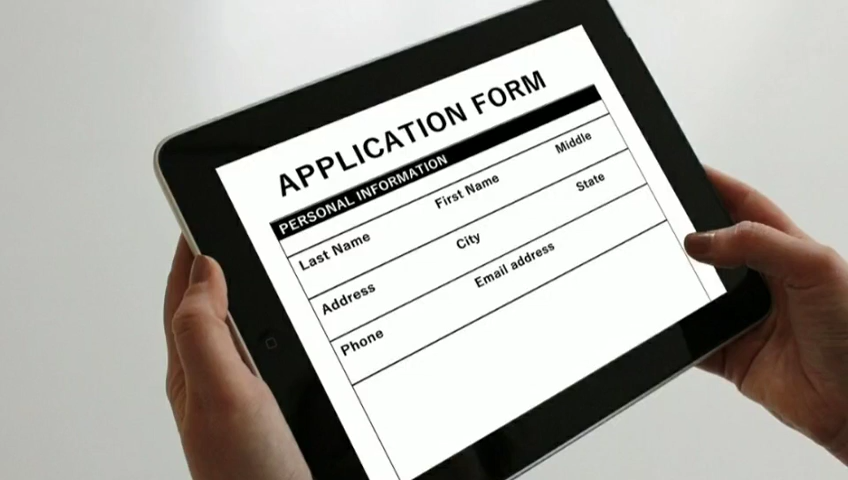 APPLICATION FORM
PERSONAL INFORMATION
Last Name First Name Middle
Address City State
Phone Email address